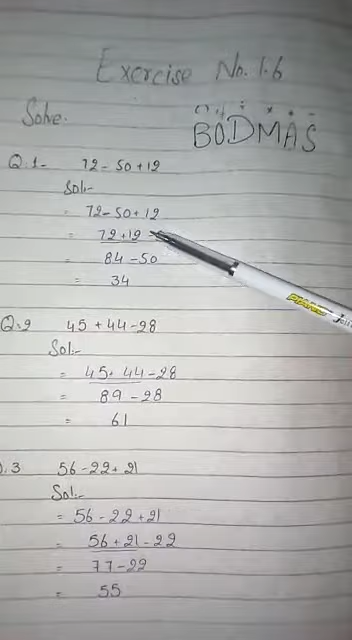 Exercise No. 1.6
Solve.
( ) , ÷ × + -
BODMAS
Q.1- 72-50+12
Sol:-
= 72-50+12
= 72+12-
= 84-50
= 34
Q.2 45+44-28
Sol:-
= 45+44-28
= 89-28
= 61
.3 56-22+21
Sol:-
= 56-22+21
= 56+21-22
= 77-22
= 55